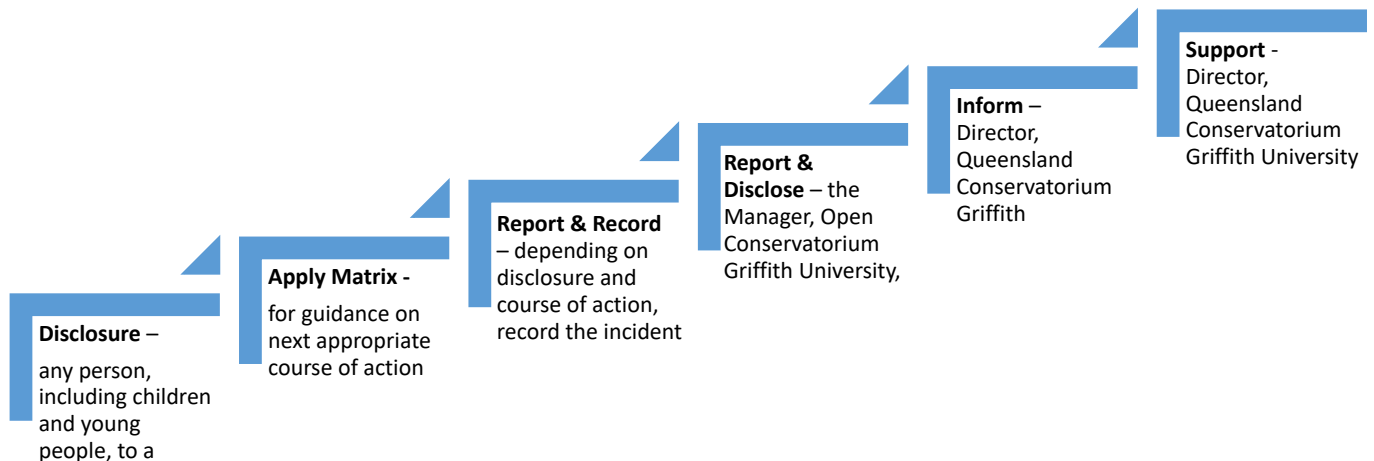 Disclosure –
any person,
including children
and young
people, to a
Apply Matrix -
for guidance on
next appropriate
course of action
Report & Record
– depending on
disclosure and
course of action,
record the incident
Report &
Disclose – the
Manager, Open
Conservatorium
Griffith University,
Inform –
Director,
Queensland
Conservatorium
Griffith
Support -
Director,
Queensland
Conservatorium
Griffith University